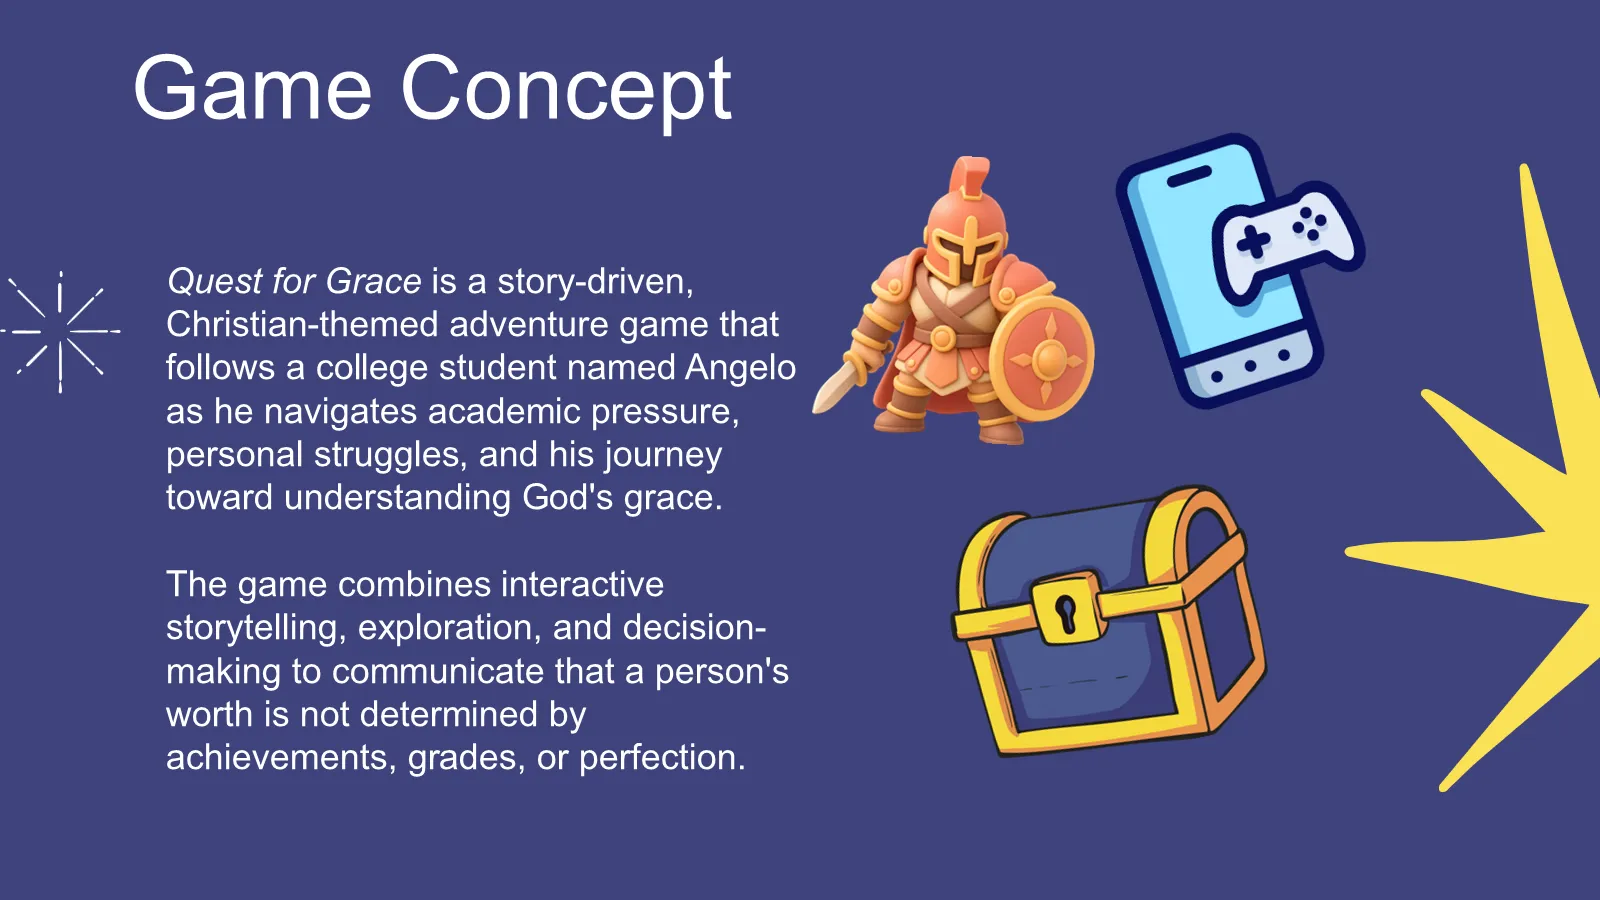 Game Concept
Quest for Grace is a story-driven,
Christian-themed adventure game that
follows a college student named Angelo
as he navigates academic pressure,
personal struggles, and his journey
toward understanding God's grace.
The game combines interactive
storytelling, exploration, and decision-
making to communicate that a person's
worth is not determined by
achievements, grades, or perfection.